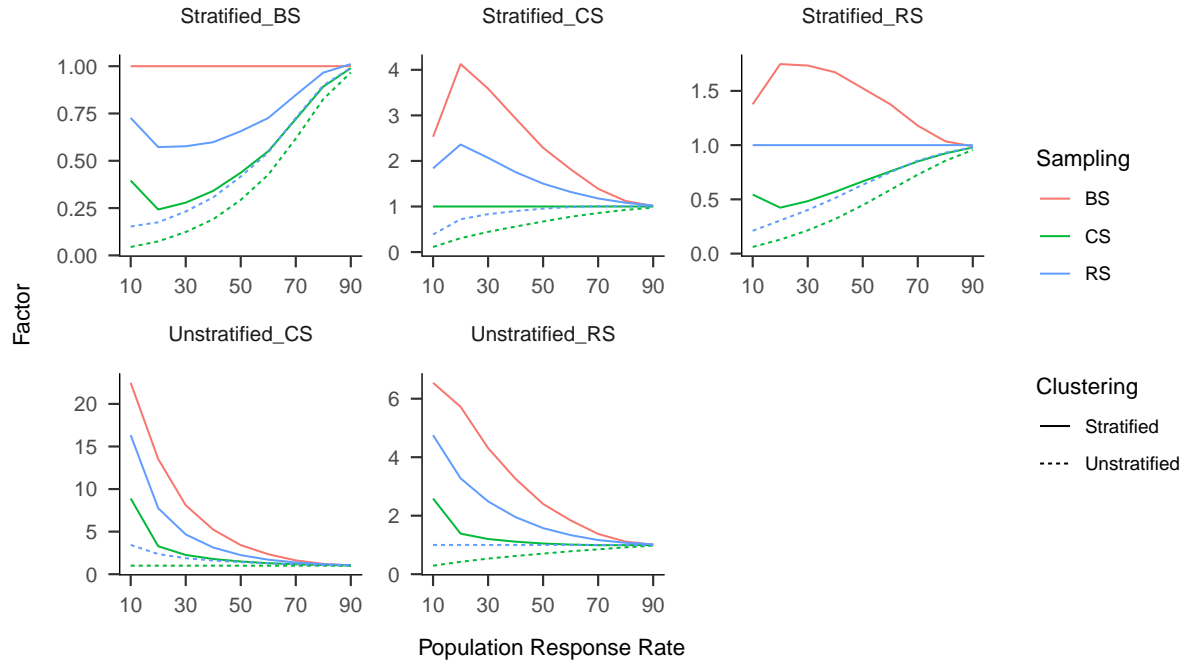 Stratified_BS
Stratified_CS
Stratified_RS
1.00
0.75
0.50
0.25
0.00
10 30 50 70 90
4
3
2
1
0
10 30 50 70 90
1.5
1.0
0.5
0.0
10 30 50 70 90
Unstratified_CS
Unstratified_RS
20
15
10
5
0
10 30 50 70 90
6
4
2
0
10 30 50 70 90
Factor
Population Response Rate
Sampling
BS
CS
RS
Clustering
Stratified
Unstratified